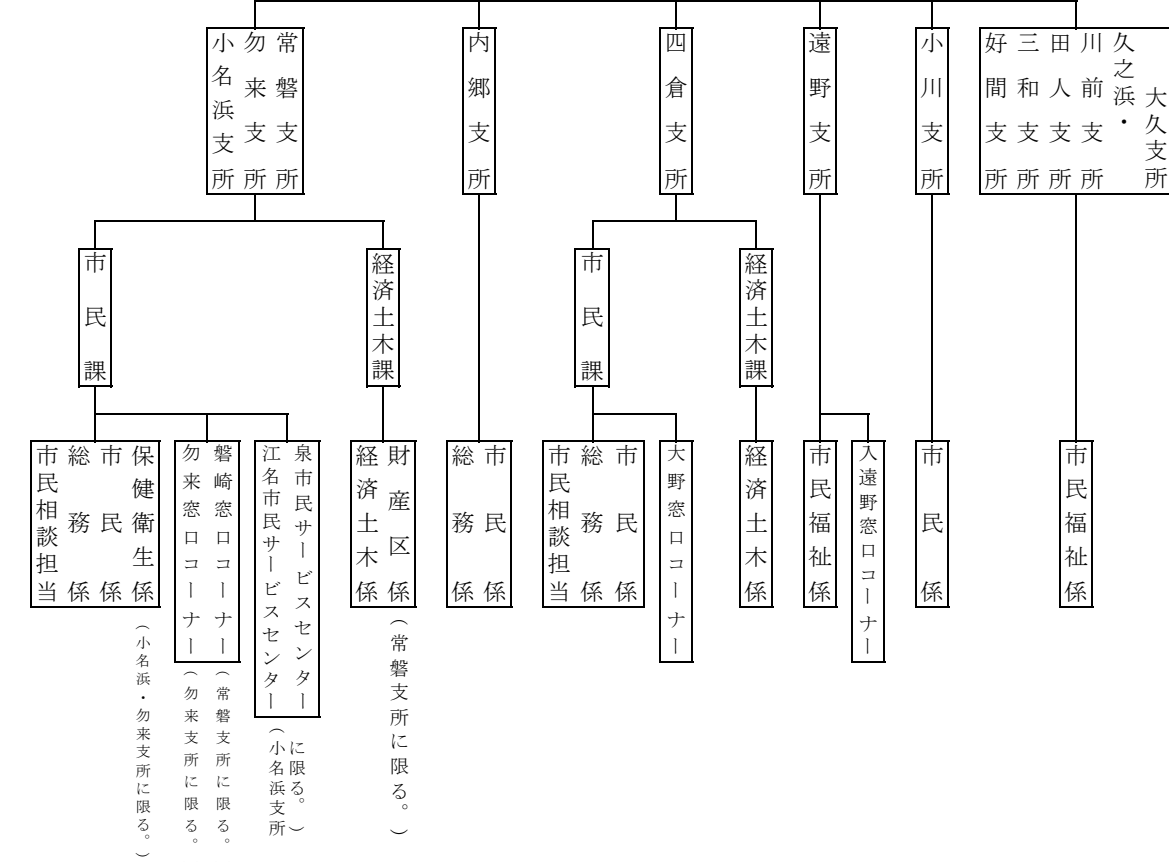 久之浜・
大久支所
川前支所
田人支所
三和支所
好間支所
小川支所
遠野支所
四倉支所
内郷支所
常磐支所
勿来支所
小名浜支所
経済土木課
市民課
経済土木課
市民課
市民福祉係
市民係
入遠野窓口コーナー
市民福祉係
経済土木係
大野窓口コーナー
市民係
総務係
市民相談担当
市民係
総務係
財産区係
（常磐支所に限る。）
経済土木係
泉市民サービスセンター
江名市民サービスセンター
（小名浜支所
に限る。）
磐崎窓口コーナー
（常磐支所に限る。
勿来窓口コーナー
（勿来支所に限る。
保健衛生係
（小名浜・勿来支所に限る。）
市民係
総務係
市民相談担当